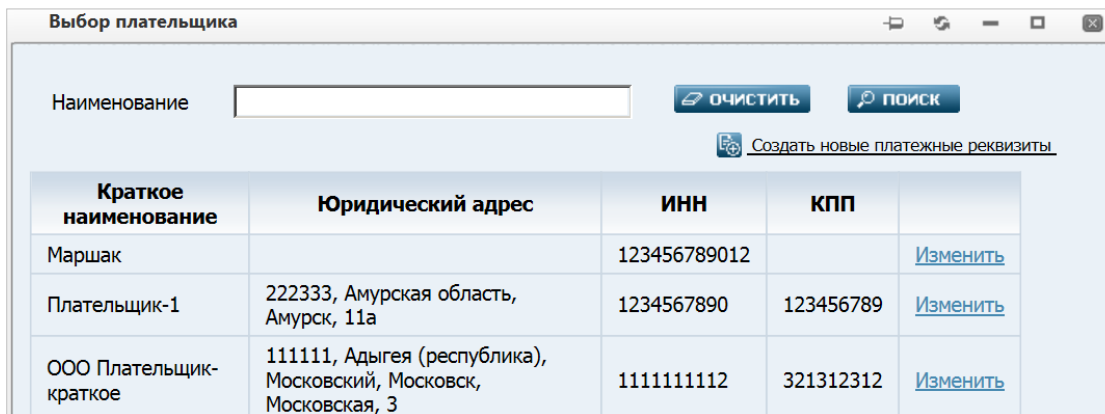 Выбор плательщика
Наименование
ОЧИСТИТЬ
ПОИСК
Создать новые платежные реквизиты
Краткое наименование
Юридический адрес
ИНН
КПП
Маршак
123456789012
Изменить
Плательщик-1
222333, Амурская область,
Амурск, 11а
1234567890
123456789
Изменить
ООО Плательщик-
краткое
111111, Адыгея (республика),
Московский, Московск,
Московская, 3
1111111112
321312312
Изменить